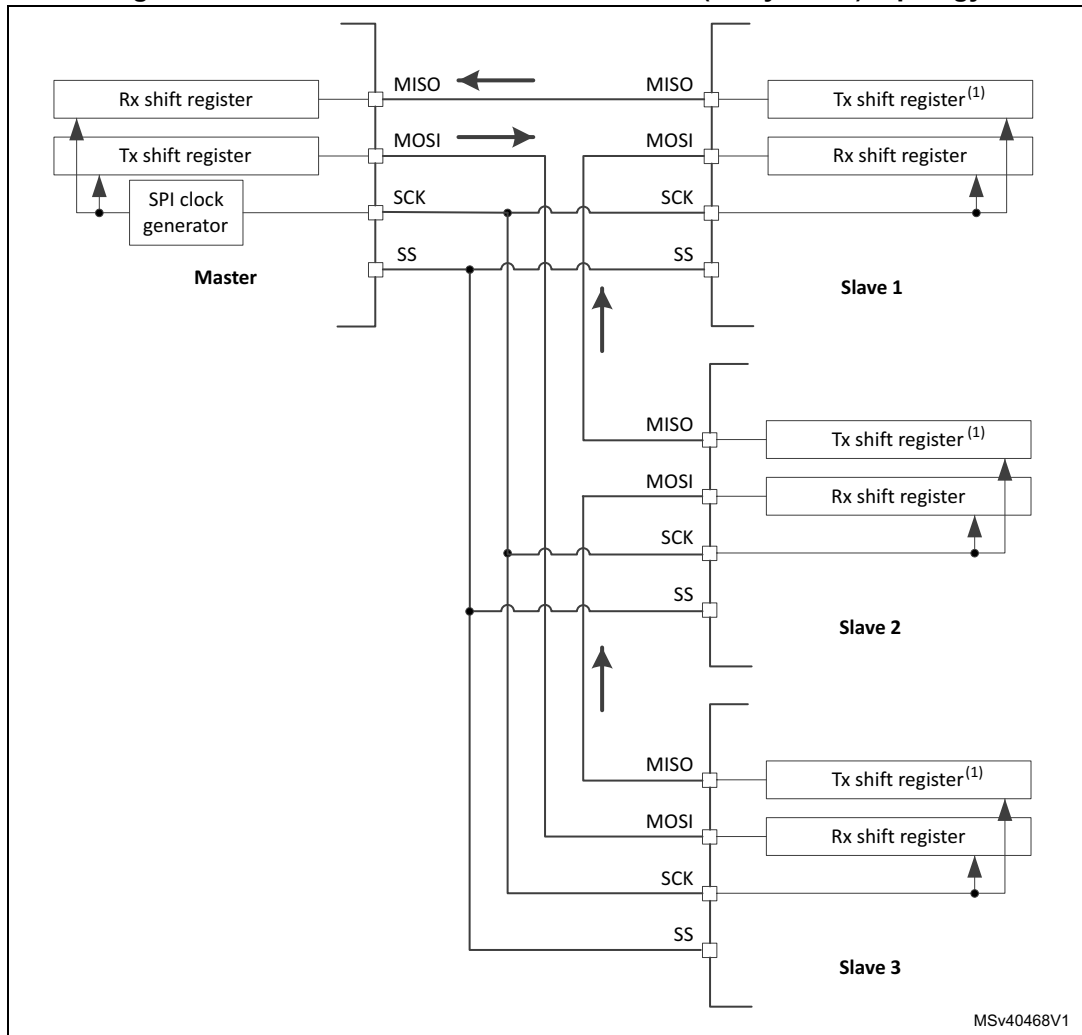 MISO
MISO
Rx shift register
Tx shift register(1)
MOSI
MOSI
Tx shift register
Rx shift register
SPI clock
generator
SCK
SCK
SS
SS
Master
Slave 1
MISO
Tx shift register(1)
MOSI
Rx shift register
SCK
SS
Slave 2
MISO
Tx shift register(1)
MOSI
Rx shift register
SCK
SS
Slave 3
MSv40468V1